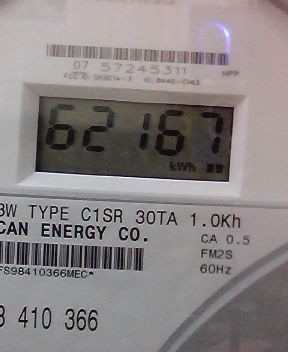 07 57245311
62167
kWh
3W TYPE C1SR 30TA 1.0Kh
CAN ENERGY CO.
CA 0.5
FM2S
60Hz
FS98410366MEC*
410 366